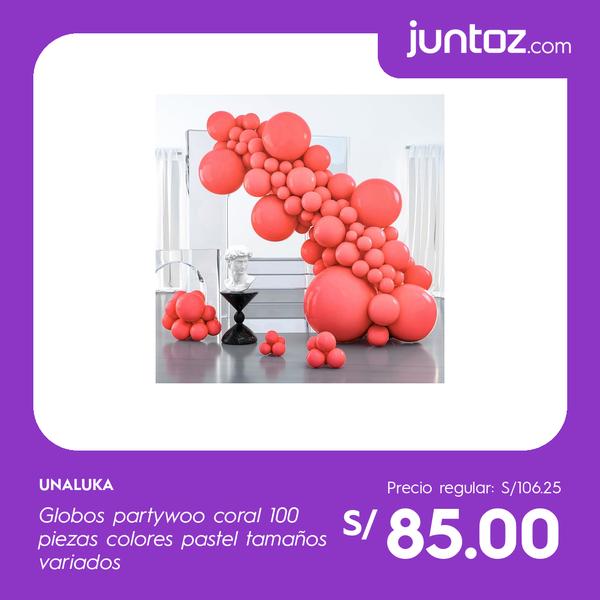 juntoz.com
UNALUKA
Globos partywoo coral 100
piezas colores pastel tamaños
variados
Precio regular: S/106.25
S/ 85.00